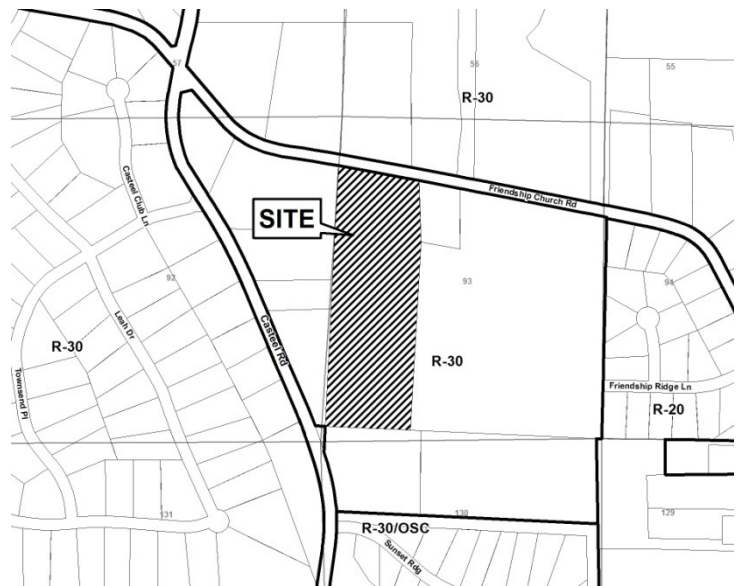 57
56
55
R-30
Casteel Club Ln
Friendship Church Rd
SITE
92
93
94
Leah Dr
R-30
Casteel Rd
R-30
Townsend Pl
Friendship Ridge Ln
R-20
131
130
129
R-30/OSC
Sunset Rdg